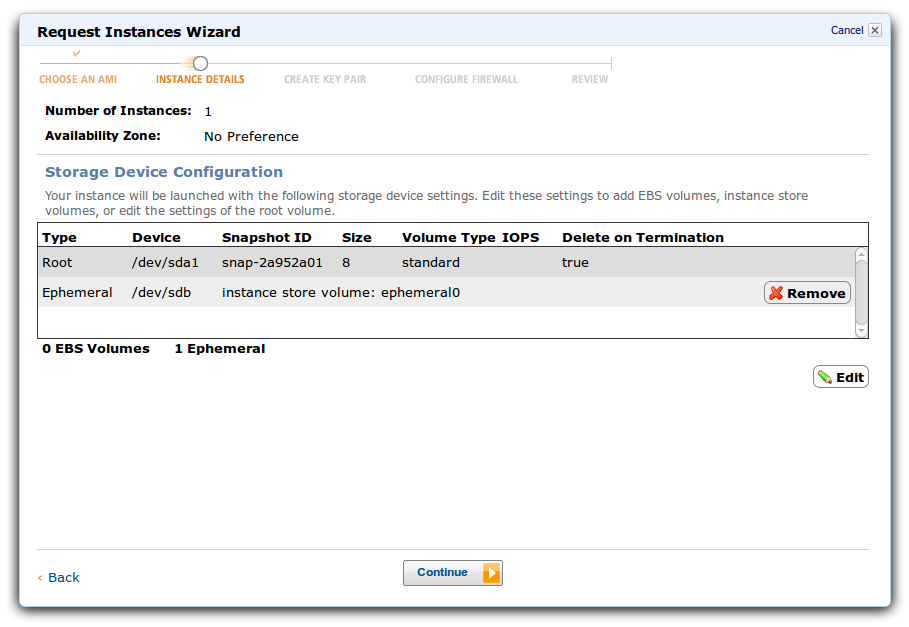 Request Instances Wizard
Cancel
CHOOSE AN AMI INSTANCE DETAILS CREATE KEY PAIR CONFIGURE FIREWALL REVIEW
Number of Instances: 1
Availability Zone: No Preference
Storage Device Configuration
Your instance will be launched with the following storage device settings. Edit these settings to add EBS volumes, instance store
volumes, or edit the settings of the root volume.
Type Device Snapshot ID Size Volume Type IOPS Delete on Termination
Root /dev/sda1 snap-2a952a01 8 standard true
Ephemeral /dev/sdb instance store volume: ephemeral0 Remove
0 EBS Volumes 1 Ephemeral
Edit
‹ Back
Continue